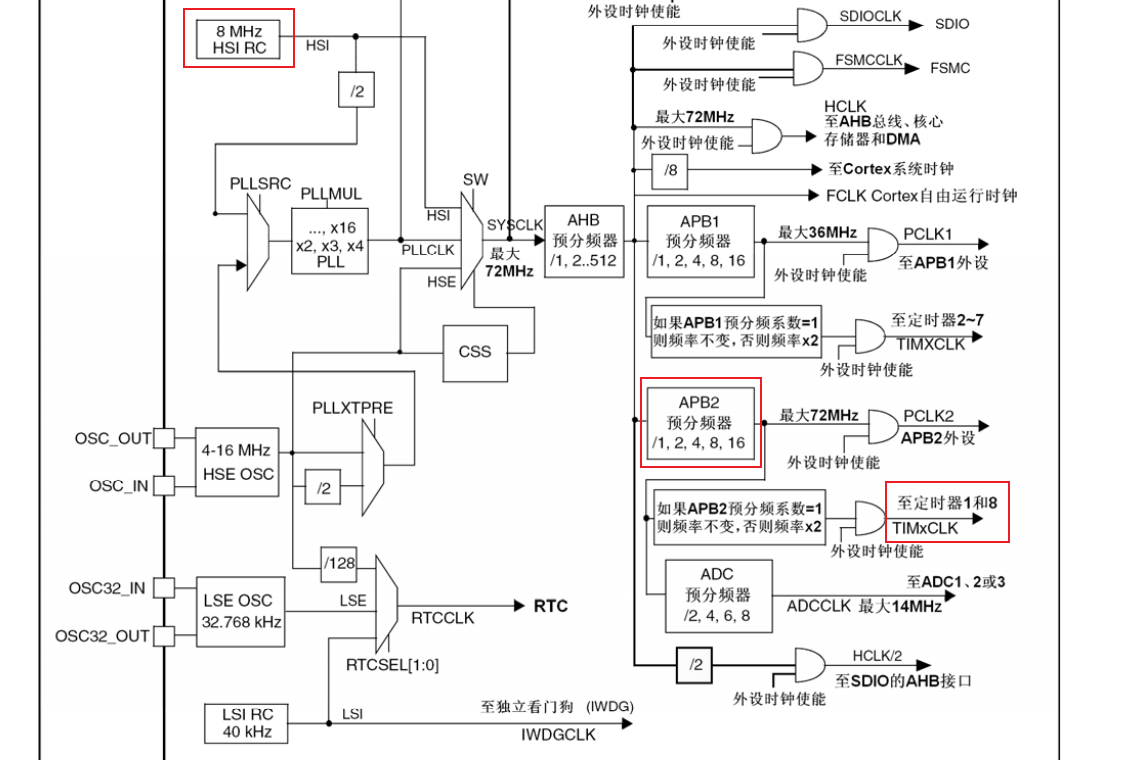 8 MHz
HSI RC
HSI
/2
PLLSRC
PLLMUL
..., x16
x2, x3, x4
PLL
PLLCLK
SW
HSI
HSE
SYSCLK
最大
72MHz
AHB
预分频器
/1, 2..512
CSS
PLLXTPRE
OSC_OUT
OSC_IN
4-16 MHz
HSE OSC
/2
/128
OSC32_IN
OSC32_OUT
LSE OSC
32.768 kHz
LSE
RTCCLK
RTC
RTCSEL[1:0]
LSI RC
40 kHz
LSI
至独立看门狗 (IWDG)
IWDGCLK
外设时钟使能
SDIOCLK
SDIO
外设时钟使能
FSMCCLK
FSMC
外设时钟使能
最大72MHz
外设时钟使能
HCLK
至AHB总线、核心
存储器和DMA
/8
至Cortex系统时钟
FCLK Cortex自由运行时钟
APB1
预分频器
/1, 2, 4, 8, 16
最大36MHz
外设时钟使能
PCLK1
至APB1外设
如果APB1预分频系数=1
则频率不变，否则频率x2
至定时器2~7
TIMXCLK
外设时钟使能
APB2
预分频器
/1, 2, 4, 8, 16
最大72MHz
外设时钟使能
PCLK2
APB2外设
如果APB2预分频系数=1
则频率不变，否则频率x2
至定时器1和8
TIMxCLK
外设时钟使能
ADC
预分频器
/2, 4, 6, 8
至ADC1、2或3
ADCCLK 最大14MHz
/2
HCLK/2
至SDIO的AHB接口
外设时钟使能